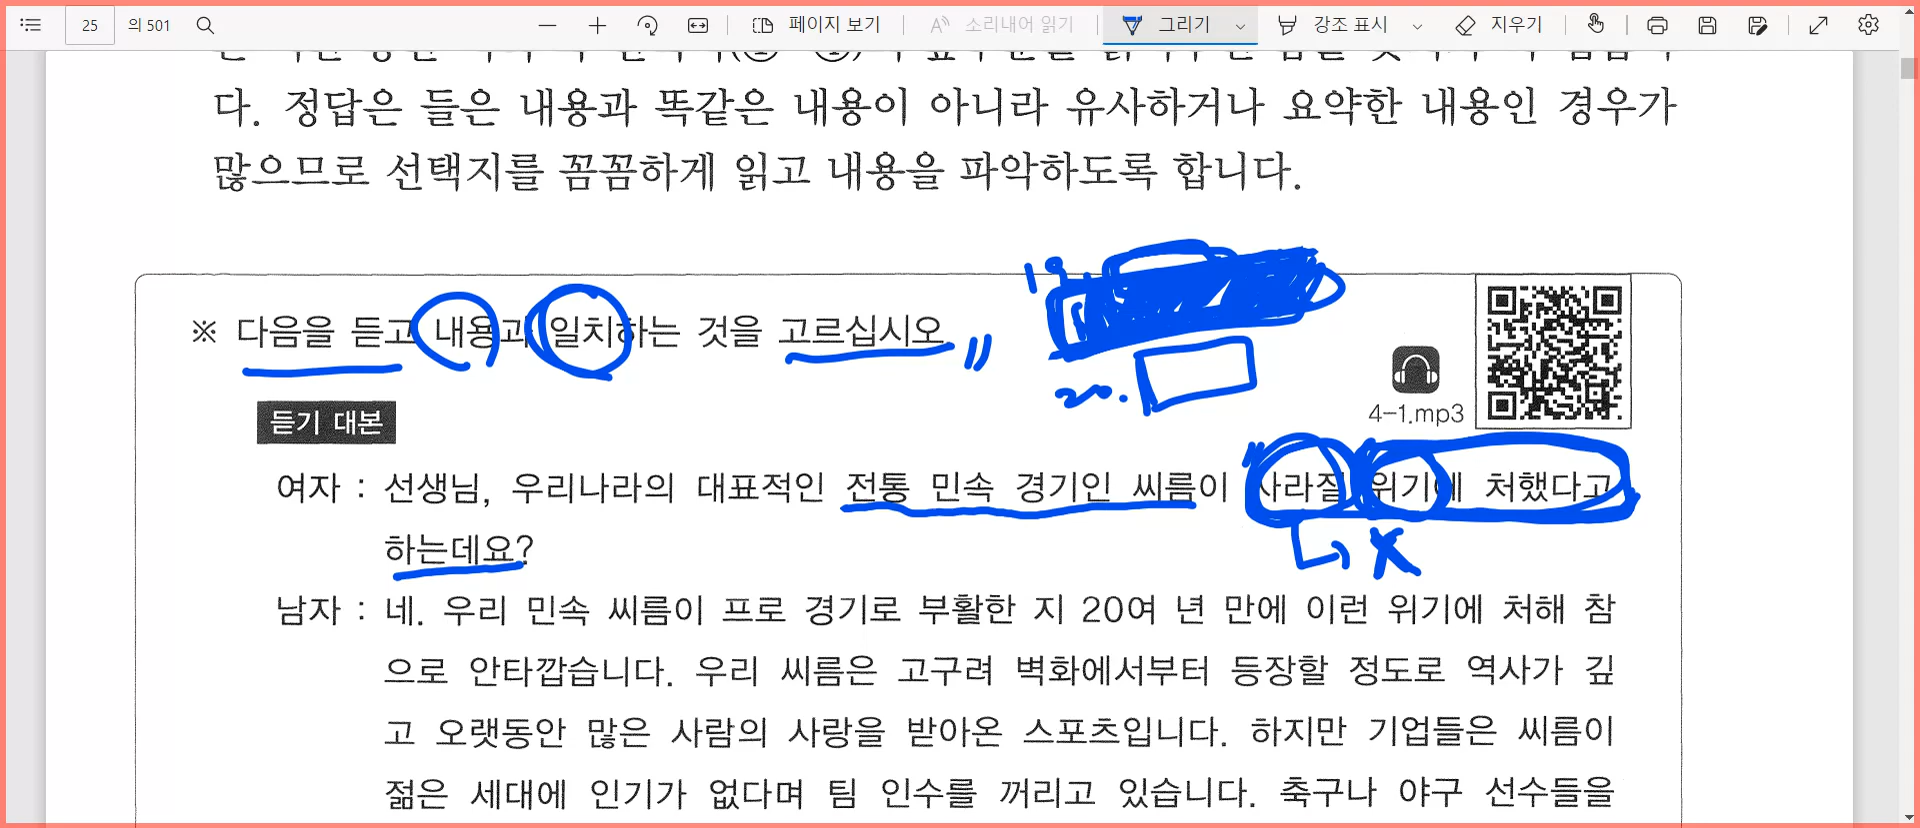 25 의 501 페이지 보기 소리내어 읽기 그리기 강조 표시 지우기
다. 정답은 들은 내용과 똑같은 내용이 아니라 유사하거나 요약한 내용인 경우가
많으므로 선택지를 꼼꼼하게 읽고 내용을 파악하도록 합니다.
※ 다음을 듣고 내용과 일치하는 것을 고르십시오.
20.
4-1.mp3
듣기 대본
여자 : 선생님, 우리나라의 대표적인 전통 민속 경기인 씨름이 사라질 위기에 처했다고
하는데요?
남자 : 네. 우리 민속 씨름이 프로 경기로 부활한 지 20여 년 만에 이런 위기에 처해 참
으로 안타깝습니다. 우리 씨름은 고구려 벽화에서부터 등장할 정도로 역사가 깊
고 오랫동안 많은 사람의 사랑을 받아온 스포츠입니다. 하지만 기업들은 씨름이
젊은 세대에 인기가 없다며 팀 인수를 꺼리고 있습니다. 축구나 야구 선수들을